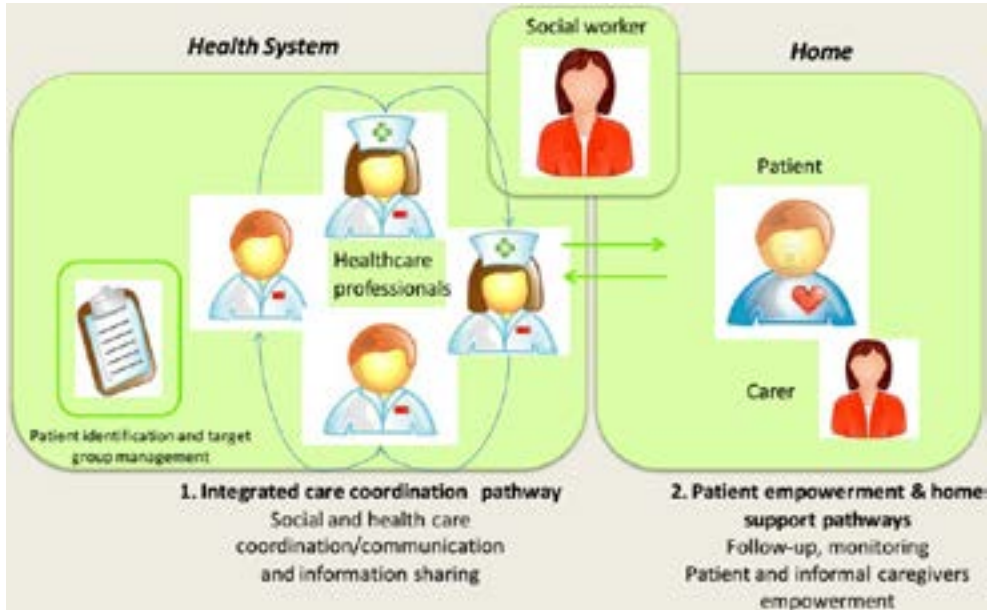 Health System
Social worker
Home
Patient
Healthcare
professionals
Carer
Patient identification and target
group management
1. Integrated care coordination pathway
Social and health care
coordination/communication
and information sharing
2. Patient empowerment & home
support pathways
Follow-up, monitoring
Patient and informal caregivers
empowerment